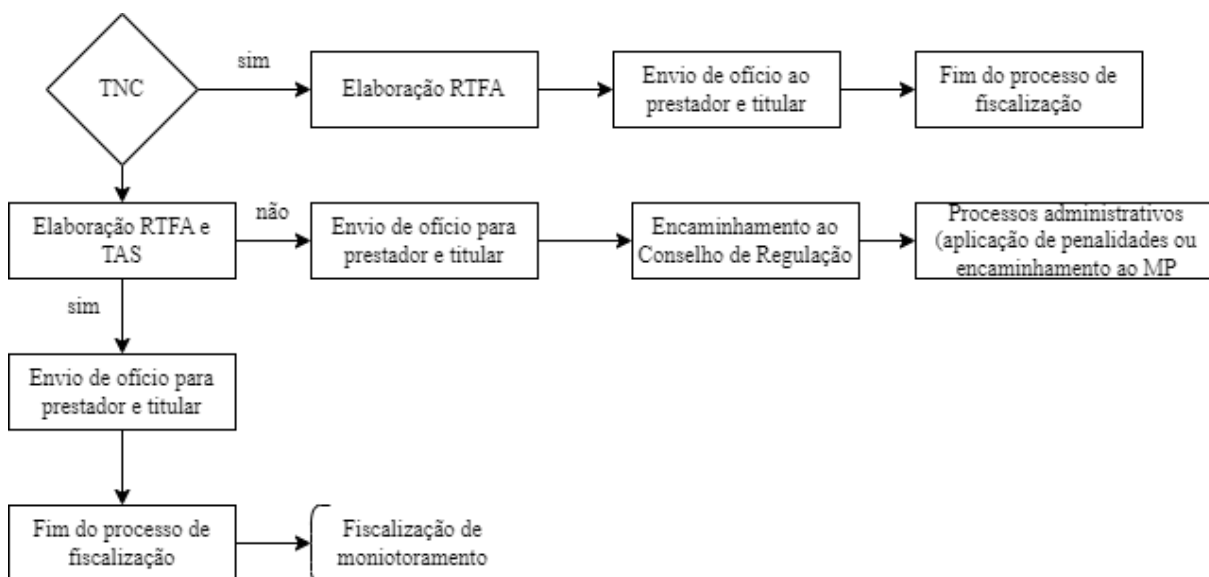 TNC
sim
Elaboração RTFA
Envio de ofício ao
prestador e titular
Fim do processo de
fiscalização
Elaboração RTFA e
TAS
não
Envio de ofício para
prestador e titular
Encaminhamento ao
Conselho de Regulação
Processos administrativos
(aplicação de penalidades ou
encaminhamento ao MP
sim
Envio de ofício para
prestador e titular
Fim do processo de
fiscalização
Fiscalização de
moniotoramento